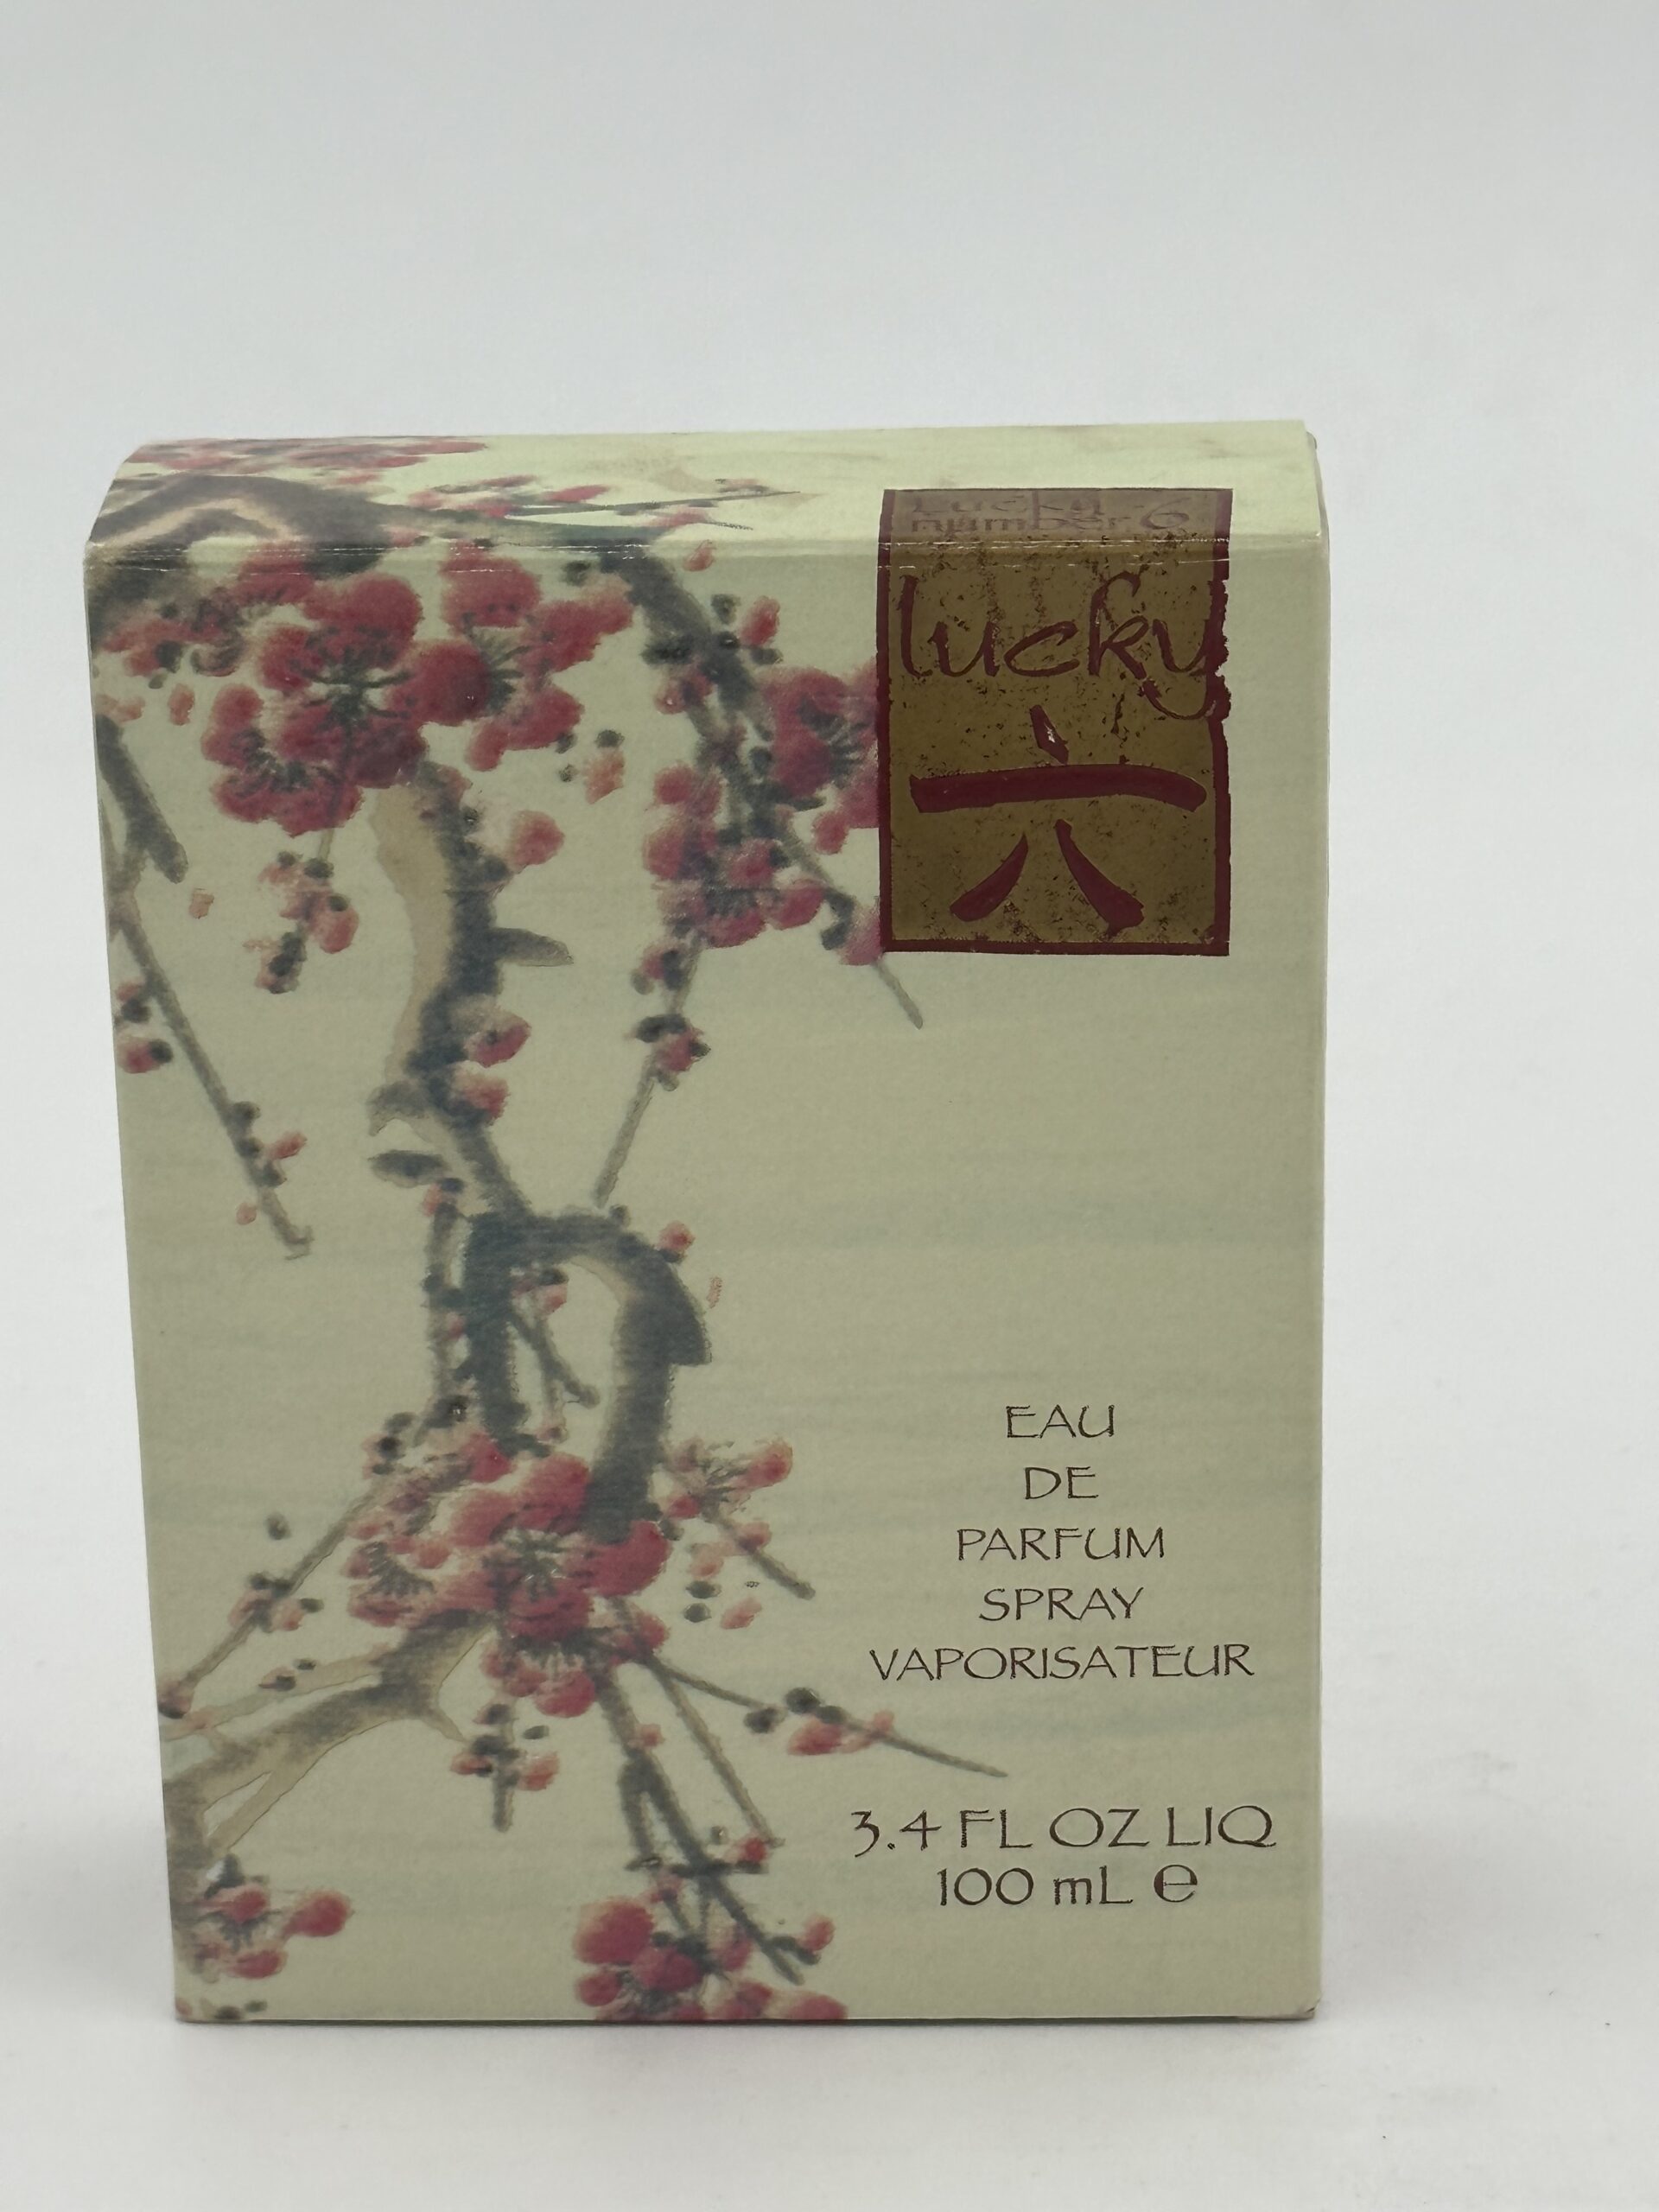 Lucky
number 6
lucky
六
EAU
DE
PARFUM
SPRAY
VAPORISATEUR
3.4 FL OZ LIQ
100 mL ℮